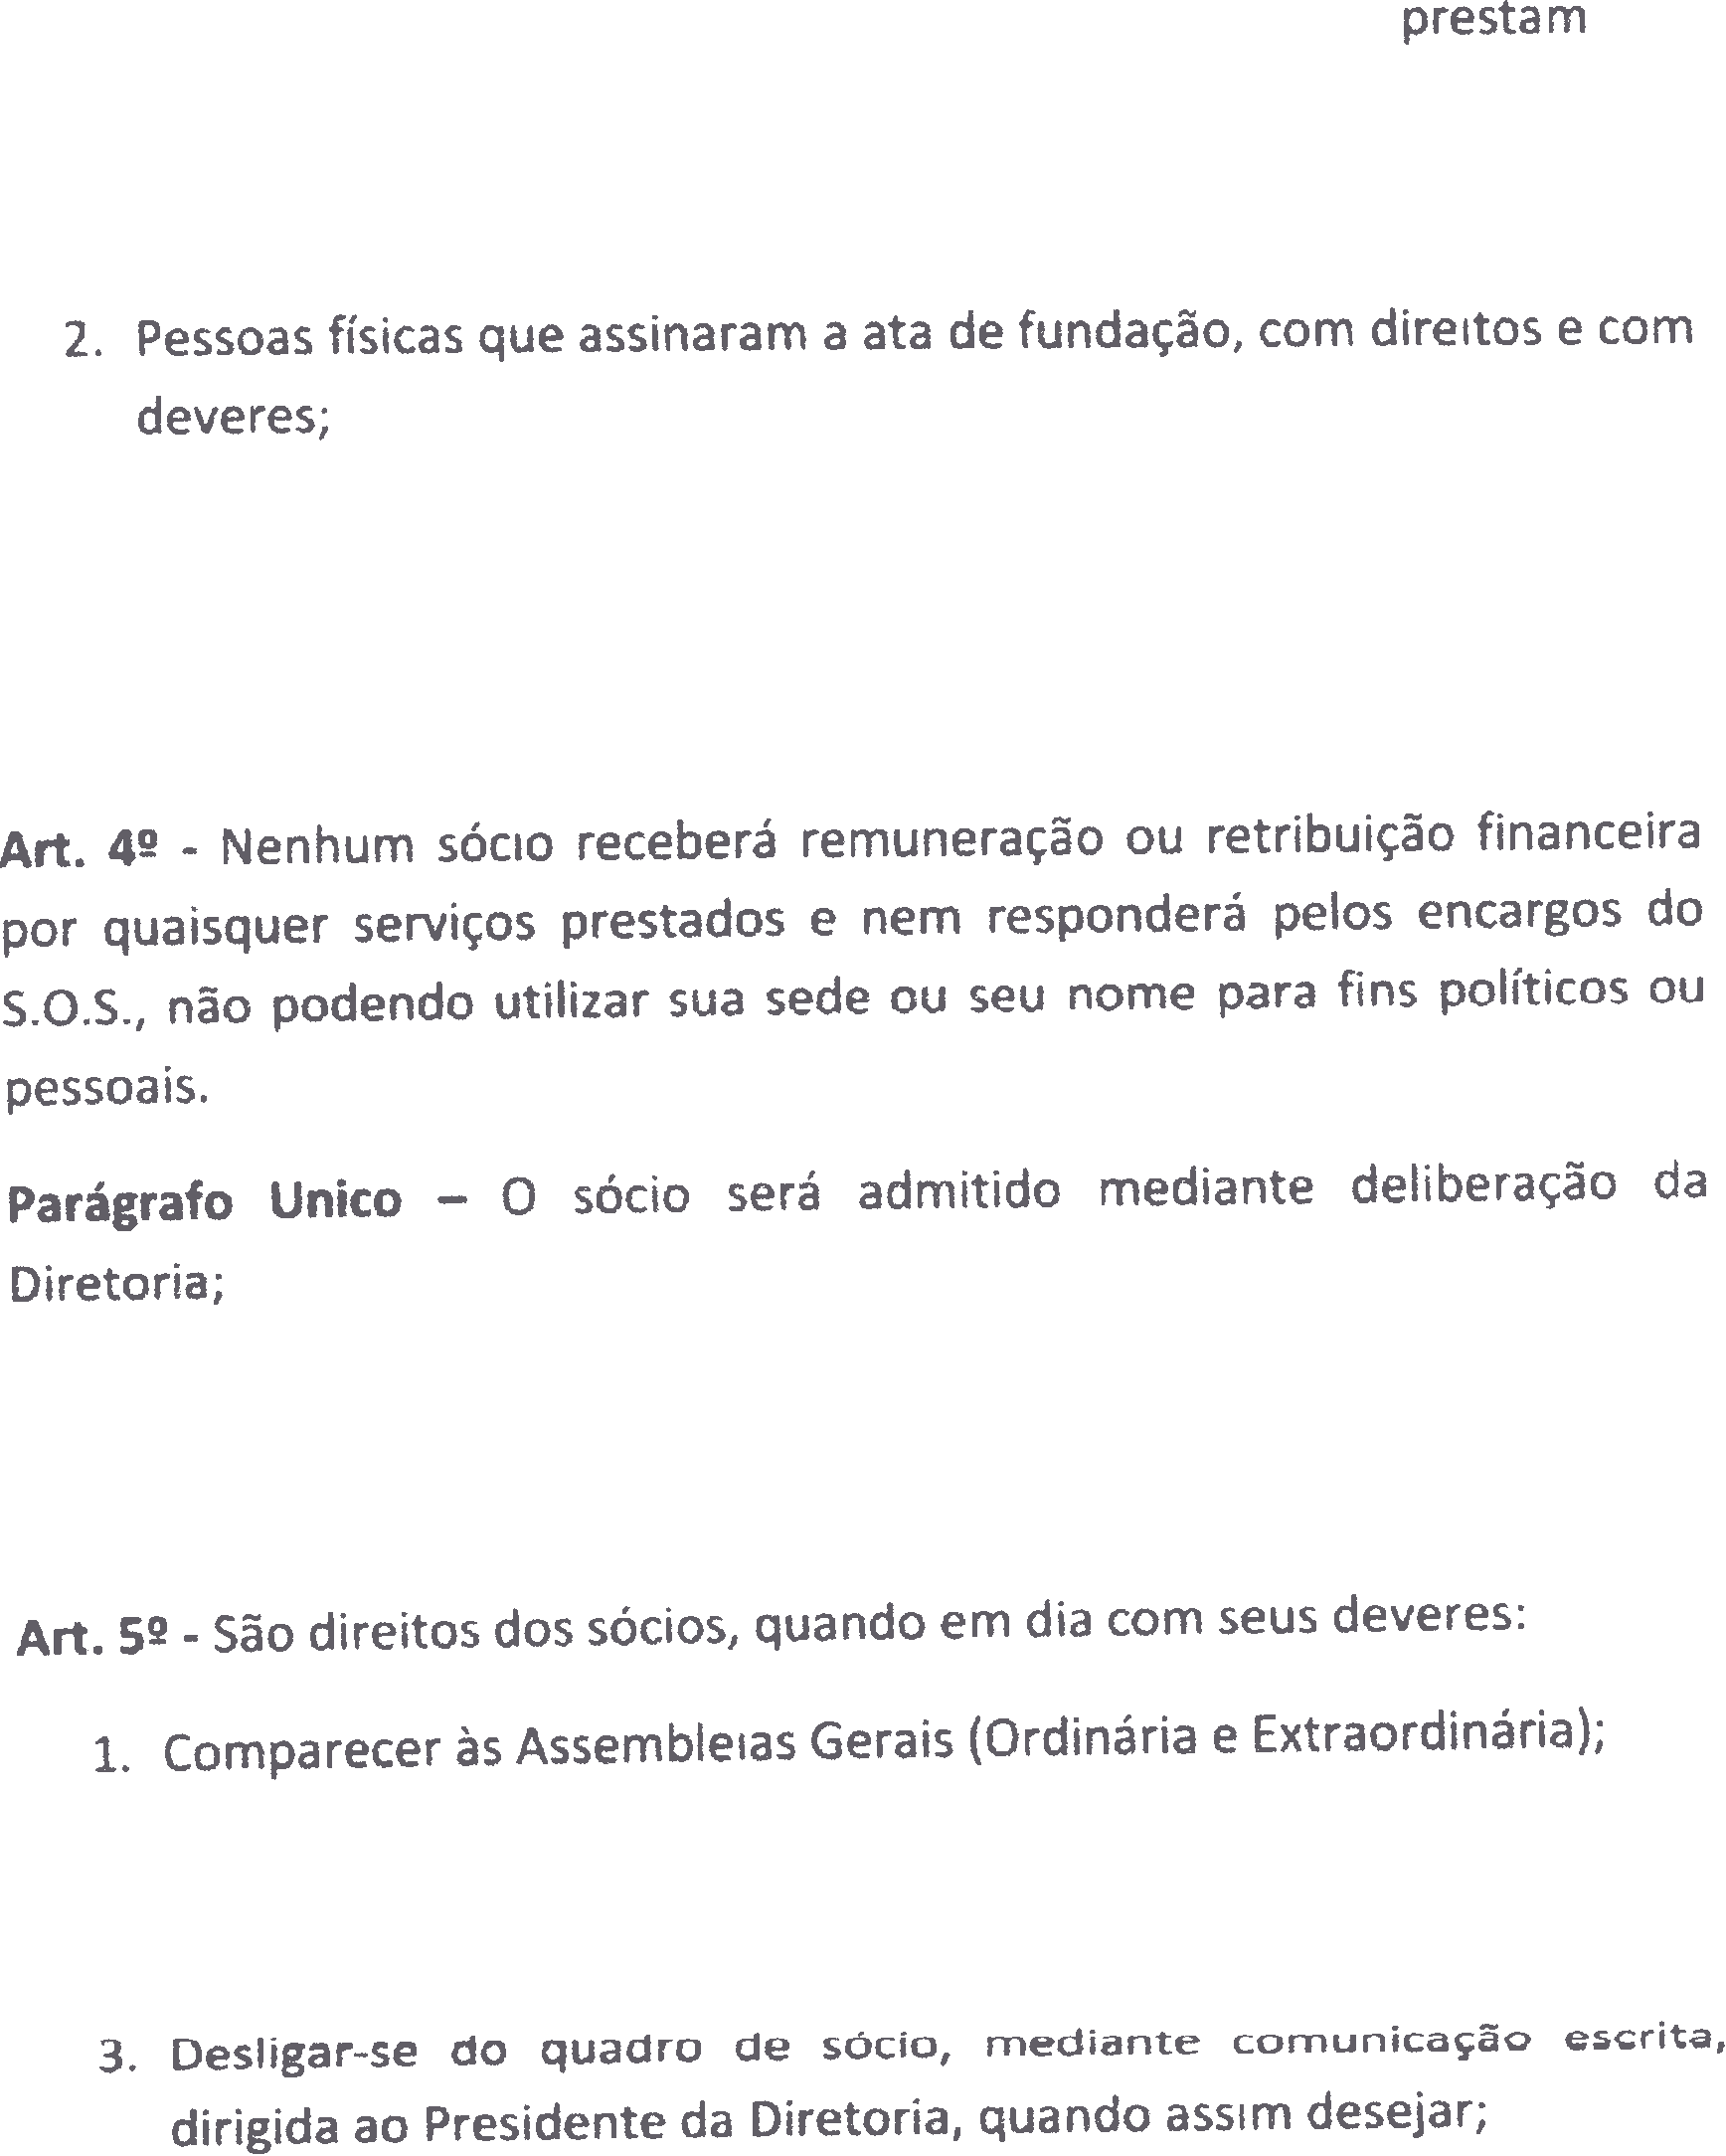 prestam
2. Pessoas físicas que assinaram a ata de fundação, com direitos e com
deveres;
Art. 4º - Nenhum sócio receberá remuneração ou retribuição financeira
por quaisquer serviços prestados e nem responderá pelos encargos do
S.O.S., não podendo utilizar sua sede ou seu nome para fins políticos ou
pessoais.
Parágrafo Unico – O sócio será admitido mediante deliberação da
Diretoria;
Art. 5º - São direitos dos sócios, quando em dia com seus deveres:
1. Comparecer às Assembleias Gerais (Ordinária e Extraordinária);
3. Desligar-se do quadro de sócio, mediante comunicação escrita,
dirigida ao Presidente da Diretoria, quando assim desejar;